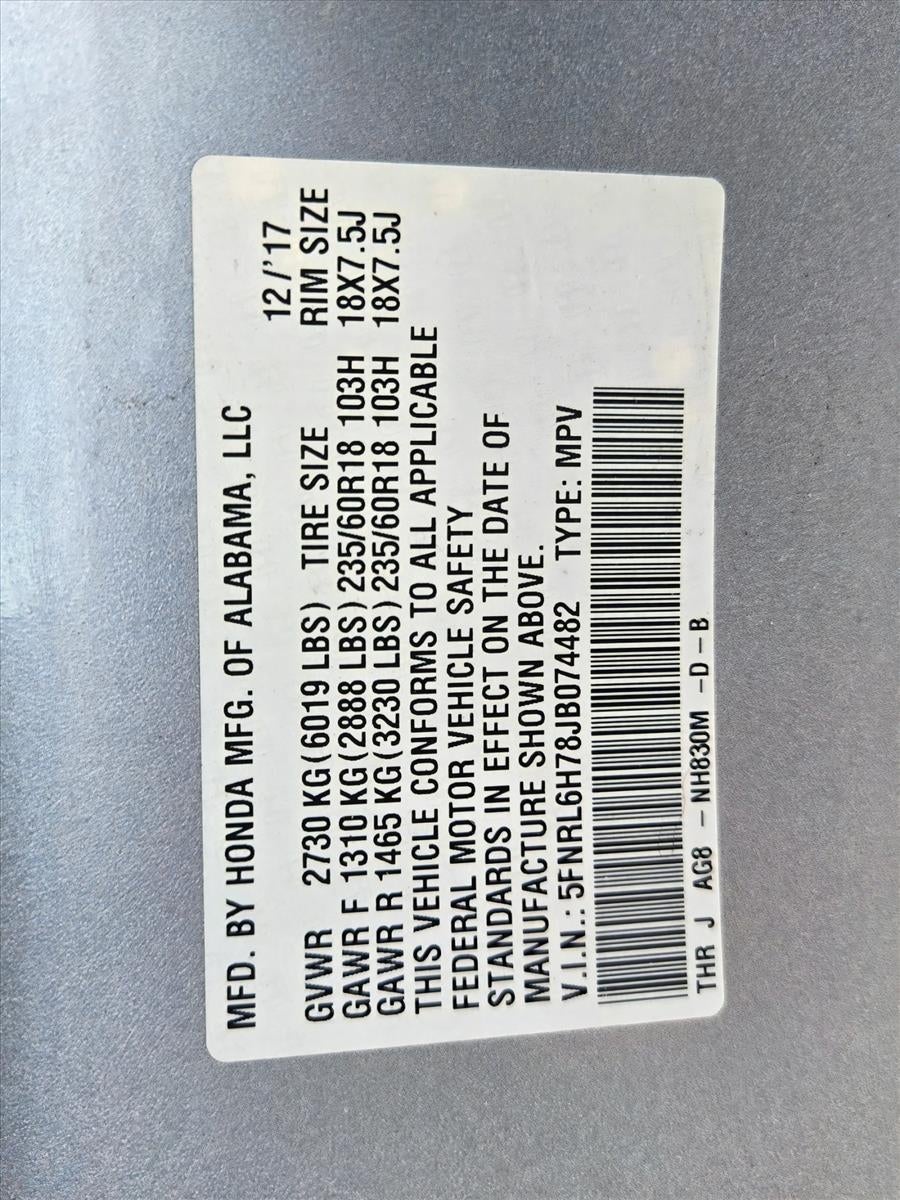 MFD. BY HONDA MFG. OF ALABAMA, LLC
12/'17
GVWR 2730 KG(6019 LBS) TIRE SIZE RIM SIZE
GAWR F 1310 KG(2888 LBS) 235/60R18 103H 18X7.5J
GAWR R 1465 KG(3230 LBS) 235/60R18 103H 18X7.5J
THIS VEHICLE CONFORMS TO ALL APPLICABLE
FEDERAL MOTOR VEHICLE SAFETY
STANDARDS IN EFFECT ON THE DATE OF
MANUFACTURE SHOWN ABOVE.
V.I.N.: 5FNRL6H78JB074482 TYPE: MPV
THR J AG8 - NH830M -D-B